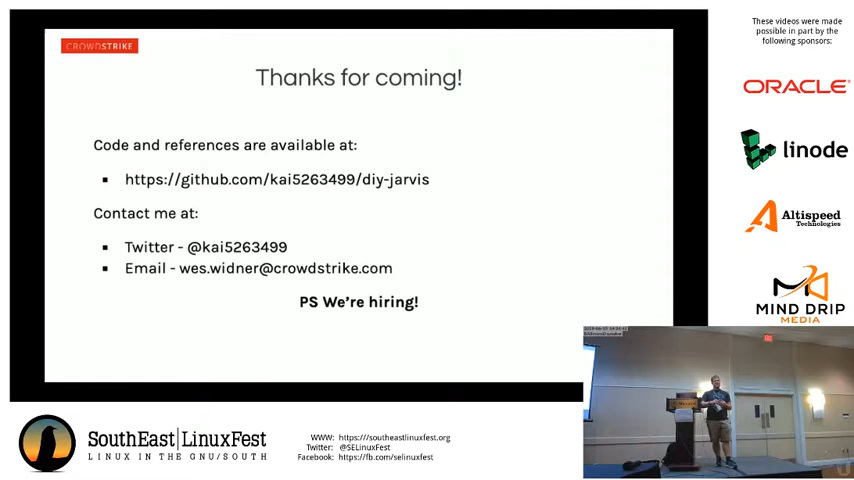 CROWDSTRIKE
Thanks for coming!
Code and references are available at:
▪ https://github.com/kai5263499/diy-jarvis
Contact me at:
▪ Twitter - @kai5263499
▪ Email - wes.widner@crowdstrike.com
PS We're hiring!
These videos were made
possible in part by the
following sponsors:
ORACLE
linode
Altispeed
Technologies
MIND DRIP
MEDIA
SouthEast|LinuxFest
LINUX IN THE GNU/SOUTH
WWW: https://southeastlinuxfest.org
Twitter: @SELinuxFest
Facebook: https://fb.com/selinuxfest